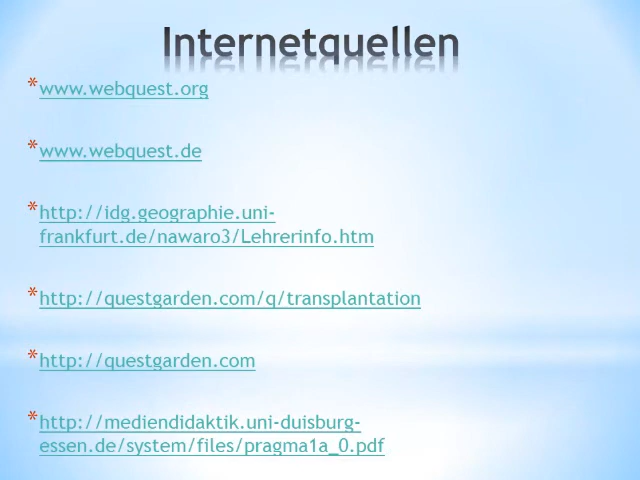 Internetquellen
* www.webquest.org
* www.webquest.de
* http://idg.geographie.uni-
frankfurt.de/nawaro3/Lehrerinfo.htm
* http://questgarden.com/q/transplantation
* http://questgarden.com
* http://mediendidaktik.uni-duisburg-
essen.de/system/files/pragma1a_0.pdf